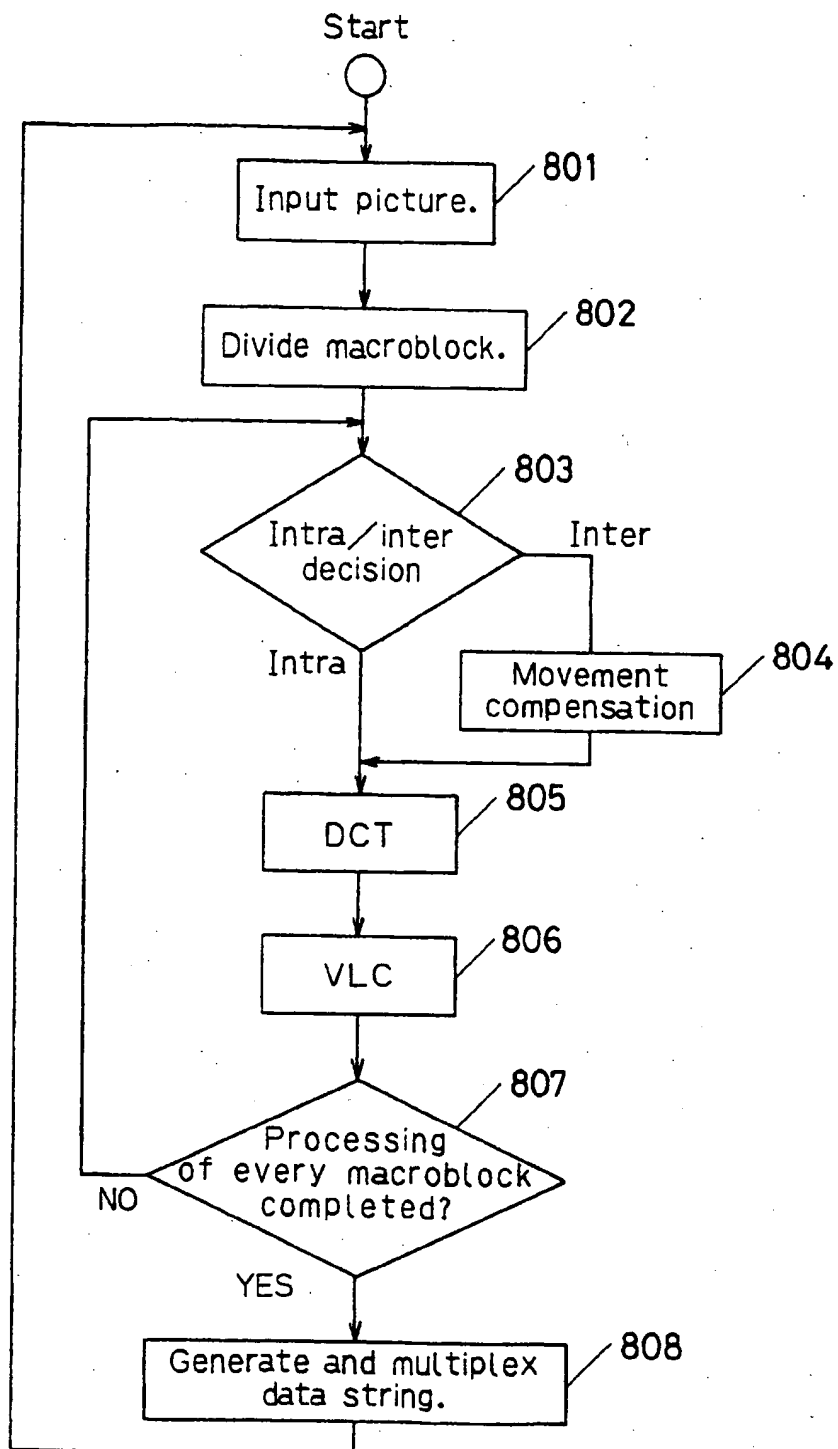 Start
801
Input picture.
802
Divide macroblock.
803
Intra/inter
decision
Inter
Intra
804
Movement
compensation
805
DCT
806
VLC
807
Processing
of every macroblock
completed?
NO
YES
808
Generate and multiplex
data string.